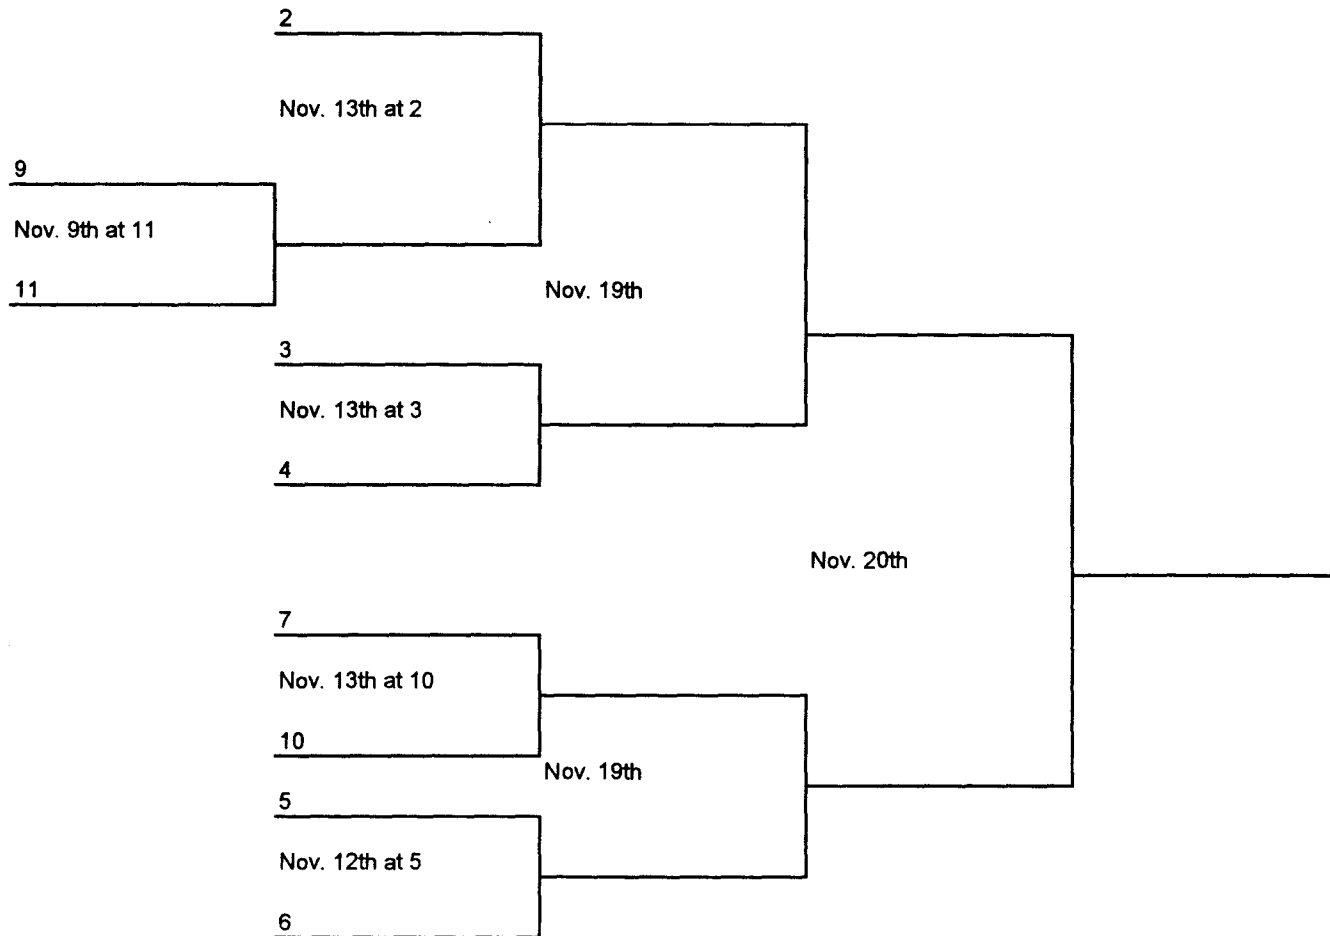 2
Nov. 13th at 2
9
Nov. 9th at 11
11
Nov. 19th
3
Nov. 13th at 3
4
Nov. 20th
7
Nov. 13th at 10
10
Nov. 19th
5
Nov. 12th at 5
6